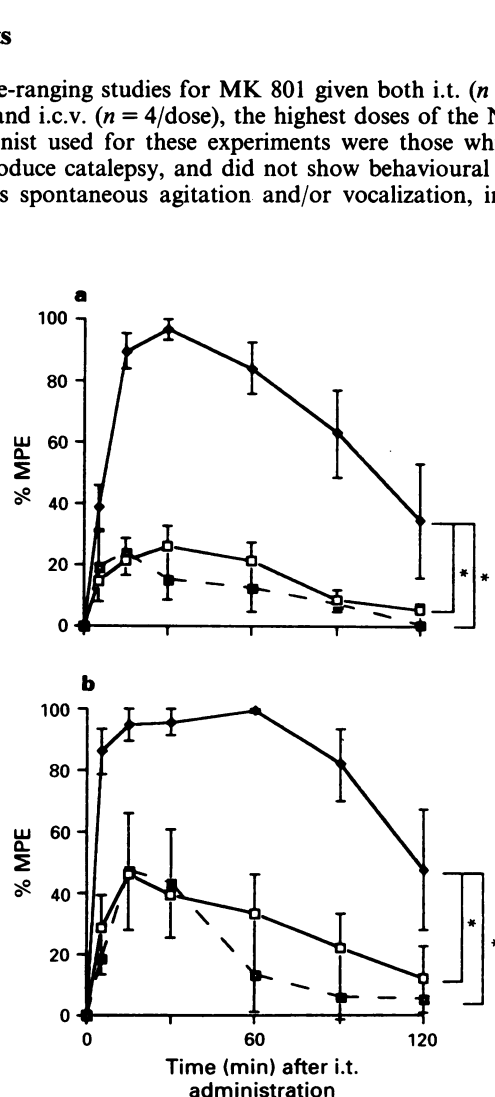 s
e-ranging studies for MK 801 given both i.t. (n
and i.c.v. (n = 4/dose), the highest doses of the N
nist used for these experiments were those wh
oduce catalepsy, and did not show behavioural
s spontaneous agitation and/or vocalization, in
a
100
80
60
40
20
0
% MPE
*
*
b
100
80
60
40
20
0
% MPE
*
*
0
60
120
Time (min) after i.t.
administration